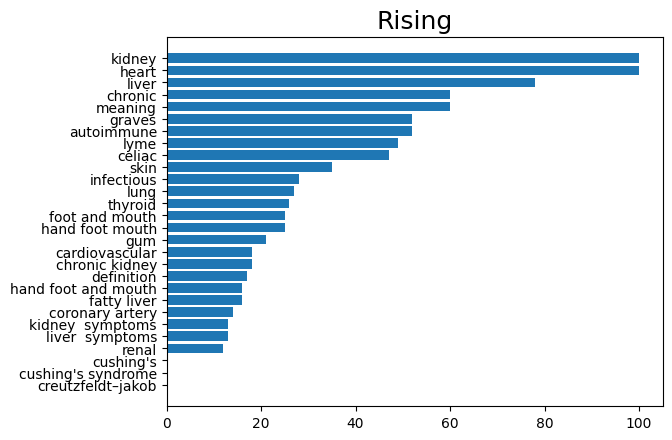 Rising
kidney
heart
liver
chronic
meaning
graves
autoimmune
lyme
celiac
skin
infectious
lung
thyroid
foot and mouth
hand foot mouth
gum
cardiovascular
chronic kidney
definition
hand foot and mouth
fatty liver
coronary artery
kidney  symptoms
liver  symptoms
renal
cushing's
cushing's syndrome
creutzfeldt–jakob
0 20 40 60 80 100